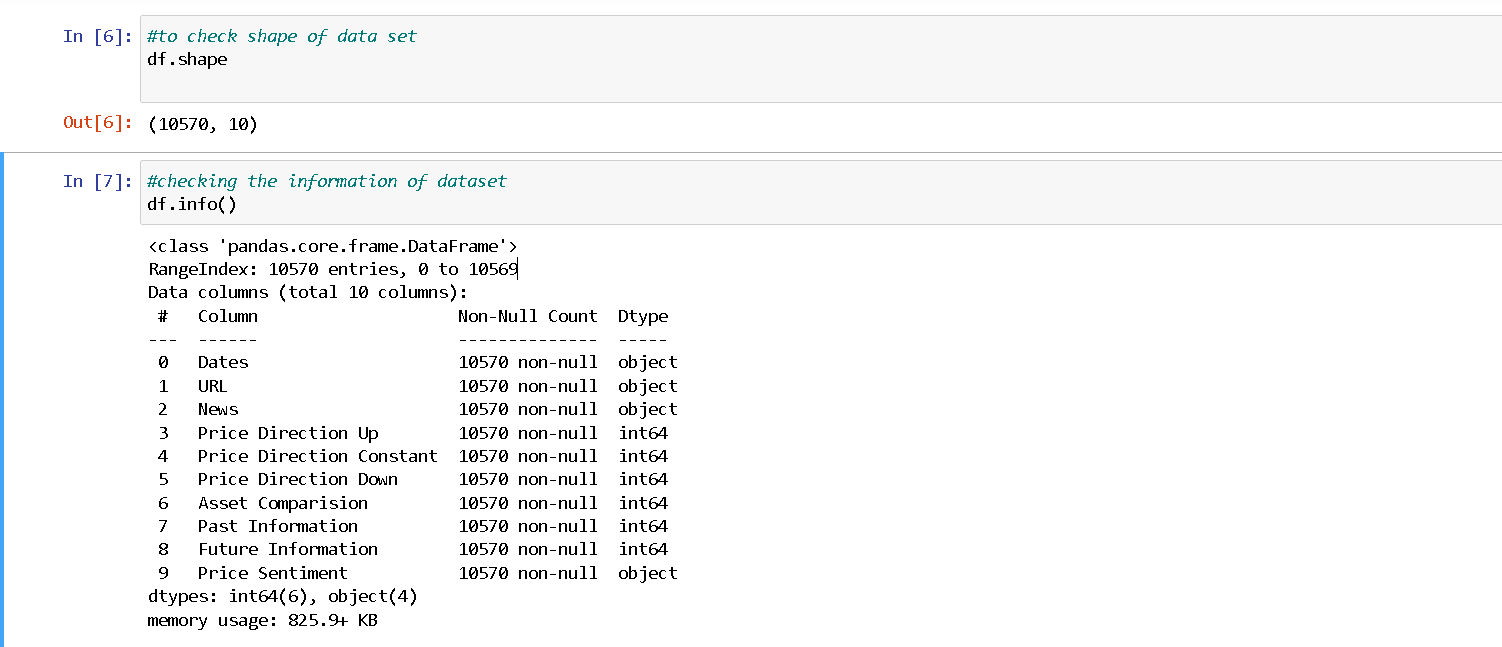 In [6]: #to check shape of data set
df.shape
Out[6]: (10570, 10)
In [7]: #checking the information of dataset
df.info()
<class 'pandas.core.frame.DataFrame'>
RangeIndex: 10570 entries, 0 to 10569
Data columns (total 10 columns):
 #   Column                    Non-Null Count  Dtype
---  ------                    --------------  -----
 0   Dates                     10570 non-null  object
 1   URL                       10570 non-null  object
 2   News                      10570 non-null  object
 3   Price Direction Up        10570 non-null  int64
 4   Price Direction Constant  10570 non-null  int64
 5   Price Direction Down      10570 non-null  int64
 6   Asset Comparision         10570 non-null  int64
 7   Past Information          10570 non-null  int64
 8   Future Information        10570 non-null  int64
 9   Price Sentiment           10570 non-null  object
dtypes: int64(6), object(4)
memory usage: 825.9+ KB